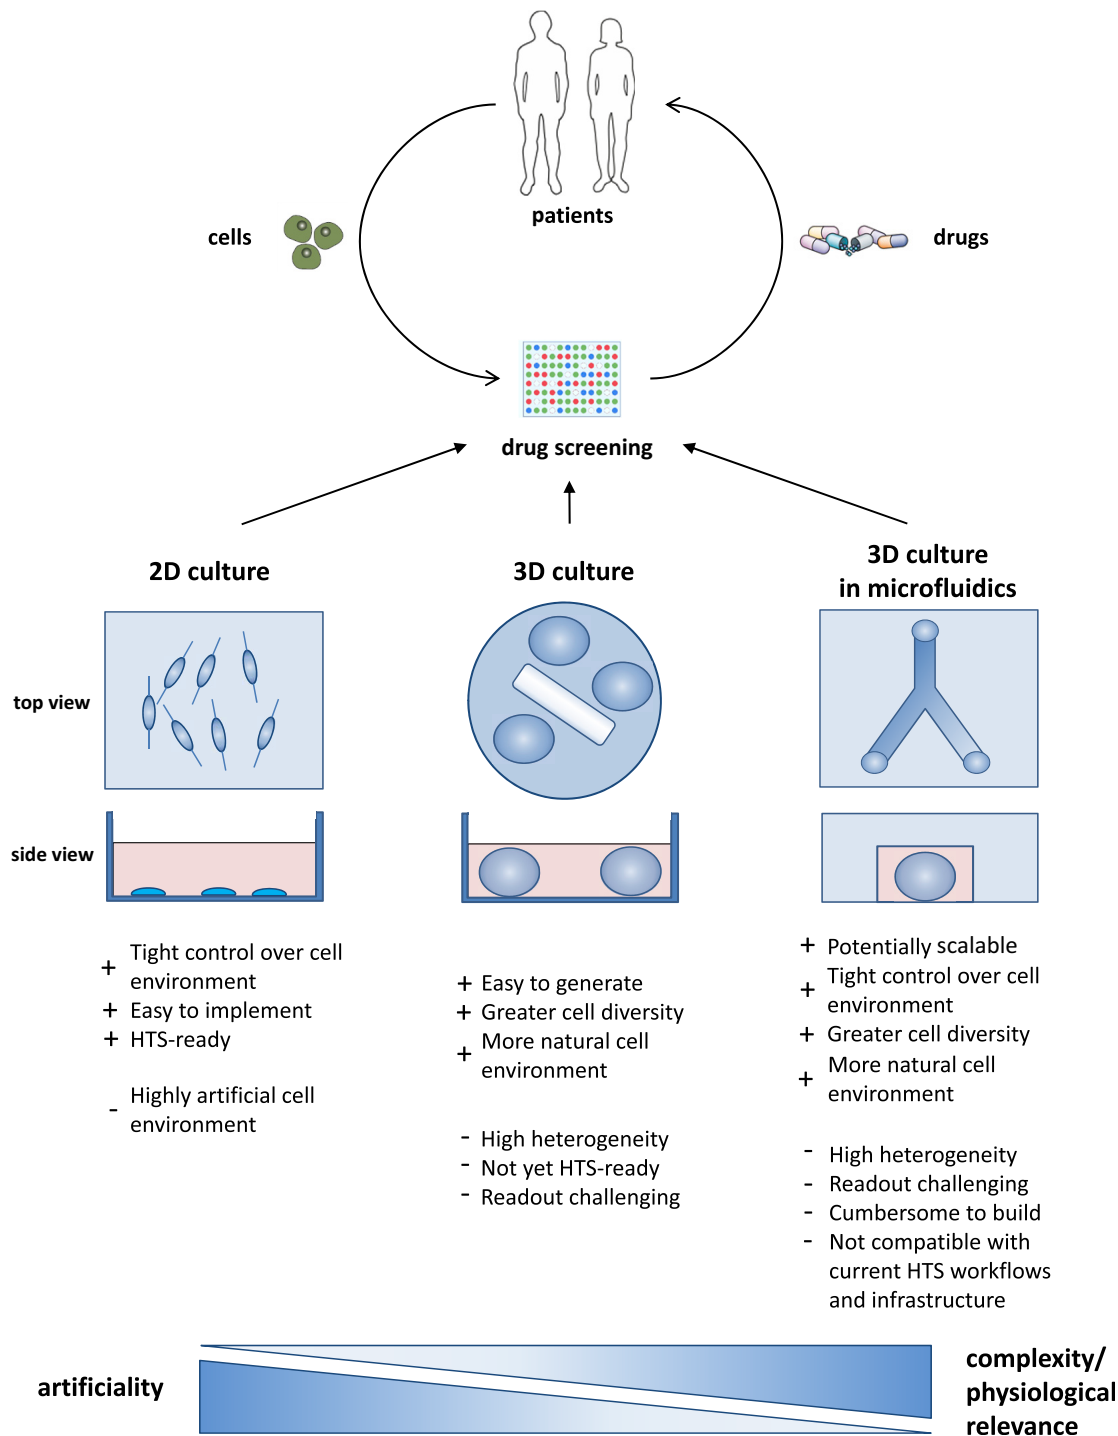 patients
cells
drugs
drug screening
2D culture
3D culture
3D culture
in microfluidics
top view
side view
+ Tight control over cell
environment
+ Easy to implement
+ HTS-ready
- Highly artificial cell
environment
+ Easy to generate
+ Greater cell diversity
+ More natural cell
environment
- High heterogeneity
- Not yet HTS-ready
- Readout challenging
+ Potentially scalable
+ Tight control over cell
environment
+ Greater cell diversity
+ More natural cell
environment
- High heterogeneity
- Readout challenging
- Cumbersome to build
- Not compatible with
current HTS workflows
and infrastructure
artificiality
complexity/
physiological
relevance